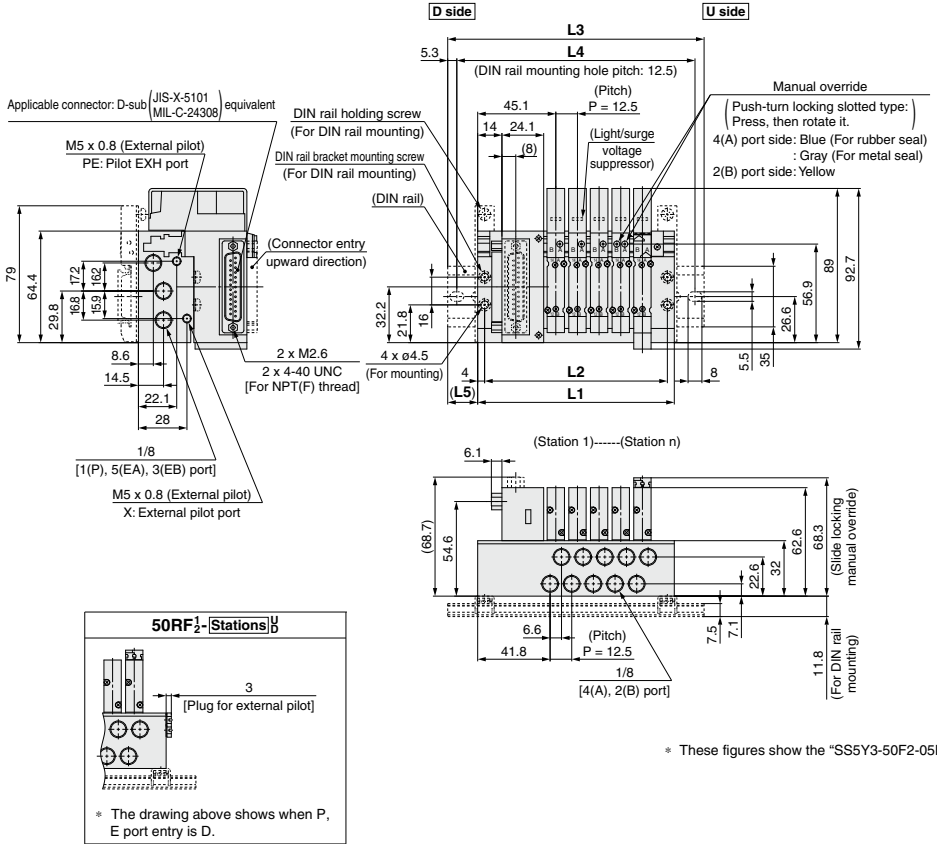 D side
U side
L3
5.3
L4
(DIN rail mounting hole pitch: 12.5)
Applicable connector: D-sub (JIS-X-5101
MIL-C-24308) equivalent
DIN rail holding screw
(For DIN rail mounting)
45.1
(Pitch)
P = 12.5
Manual override
(Push-turn locking slotted type:
Press, then rotate it.)
4(A) port side: Blue (For rubber seal)
: Gray (For metal seal)
2(B) port side: Yellow
M5 x 0.8 (External pilot)
PE: Pilot EXH port
14
24.1
(8)
(Light/surge
voltage
suppressor)
DIN rail bracket mounting screw
(For DIN rail mounting)
(DIN rail)
(Connector entry
upward direction)
B A
B A
B A
B A
B A
79
64.4
29.8
17.2
16.2
16.8
15.9
32.2
21.8
16
89
92.7
56.9
26.6
35
5.5
8.6
14.5
22.1
28
2 x M2.6
2 x 4-40 UNC
[For NPT(F) thread]
4 x ø4.5
(For mounting)
4
L2
8
(L5)
L1
1/8
[1(P), 5(EA), 3(EB) port]
M5 x 0.8 (External pilot)
X: External pilot port
(Station 1)------(Station n)
6.1
(68.7)
54.6
22.6
32
62.6
68.3
(Slide locking
manual override)
7.5
7.1
11.8
(For DIN rail
mounting)
6.6
(Pitch)
41.8
P = 12.5
1/8
[4(A), 2(B) port]
50RF1/2-Stations U/D
3
[Plug for external pilot]
* The drawing above shows when P,
E port entry is D.
* These figures show the “SS5Y3-50F2-05